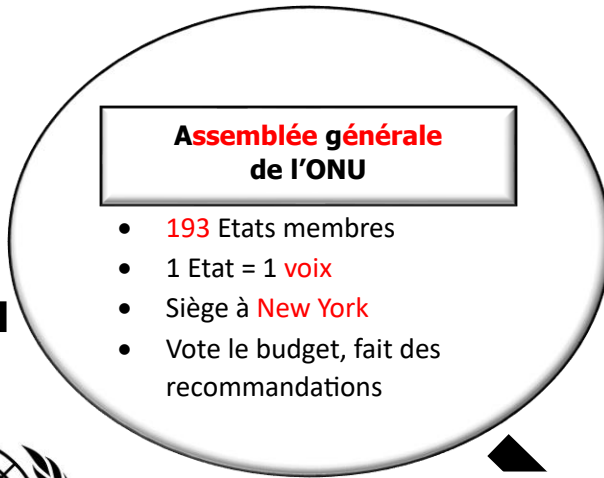 Assemblée générale
de l’ONU
• 193 Etats membres
• 1 Etat = 1 voix
• Siège à New York
• Vote le budget, fait des
recommandations